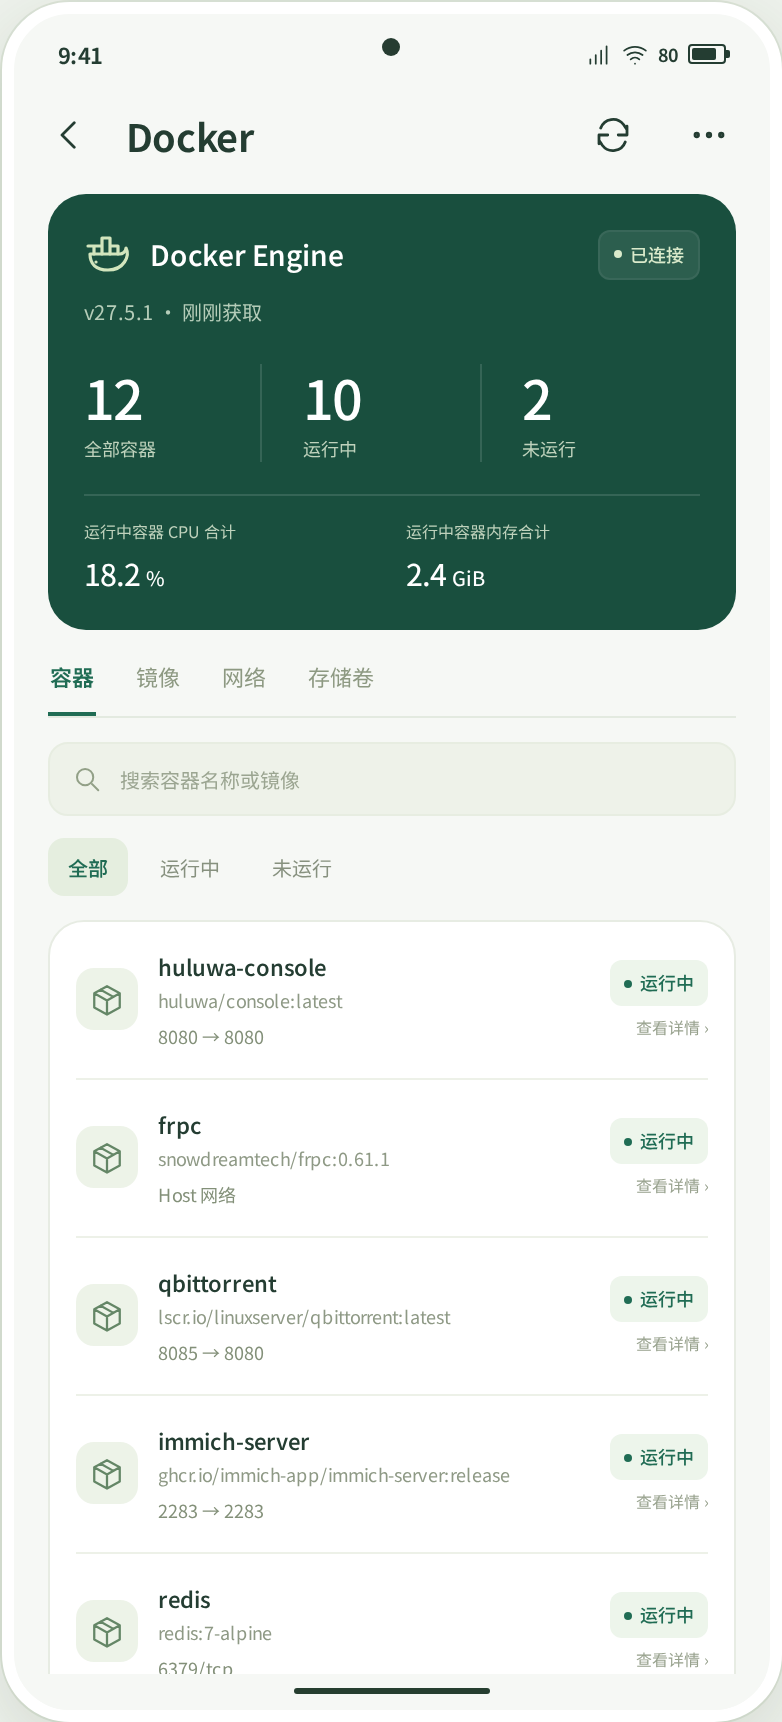 9:41
80
Docker
Docker Engine
已连接
v27.5.1 · 刚刚获取
12
10
2
全部容器
运行中
未运行
运行中容器 CPU 合计
运行中容器内存合计
18.2 %
2.4 GiB
容器
镜像
网络
存储卷
搜索容器名称或镜像
全部
运行中
未运行
huluwa-console
运行中
huluwa/console:latest
查看详情 ›
8080 → 8080
frpc
运行中
snowdreamtech/frpc:0.61.1
查看详情 ›
Host 网络
qbittorrent
运行中
lscr.io/linuxserver/qbittorrent:latest
查看详情 ›
8085 → 8080
immich-server
运行中
ghcr.io/immich-app/immich-server:release
查看详情 ›
2283 → 2283
redis
运行中
redis:7-alpine
查看详情 ›
6379/tcp